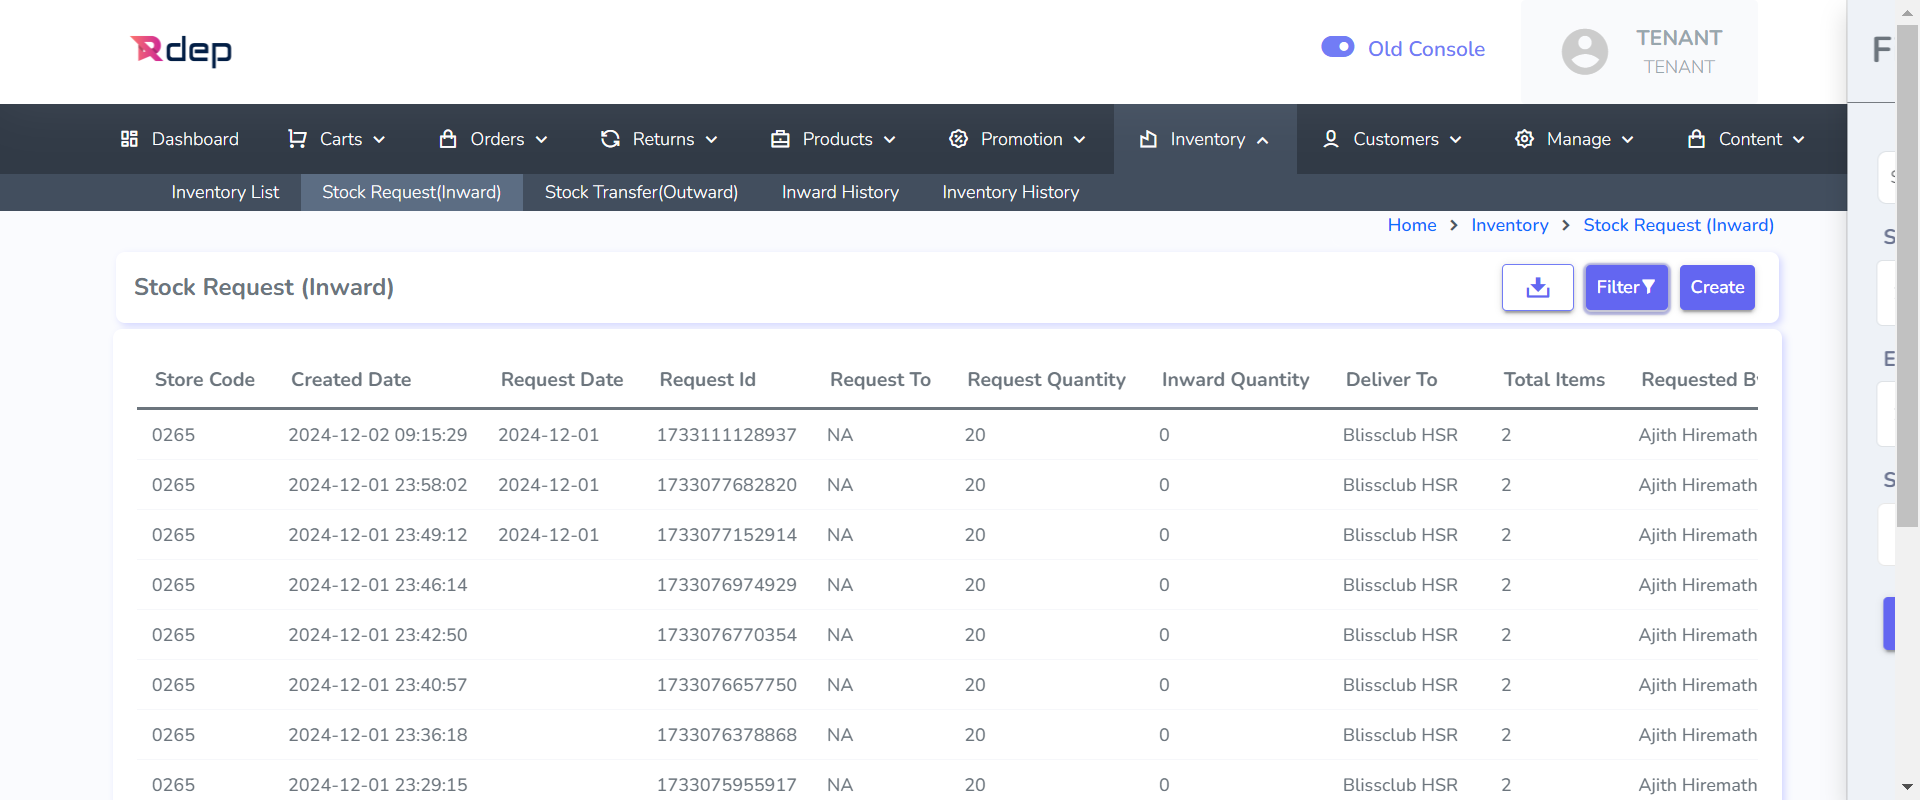 Rdep
Old Console
TENANT
TENANT
F
Dashboard Carts Orders Returns Products Promotion Inventory Customers Manage Content
Inventory List Stock Request(Inward) Stock Transfer(Outward) Inward History Inventory History
Home > Inventory > Stock Request (Inward)
Stock Request (Inward)
Filter Create
S
E
S
Store Code Created Date Request Date Request Id Request To Request Quantity Inward Quantity Deliver To Total Items Requested B
0265 2024-12-02 09:15:29 2024-12-01 1733111128937 NA 20 0 Blissclub HSR 2 Ajith Hiremath
0265 2024-12-01 23:58:02 2024-12-01 1733077682820 NA 20 0 Blissclub HSR 2 Ajith Hiremath
0265 2024-12-01 23:49:12 2024-12-01 1733077152914 NA 20 0 Blissclub HSR 2 Ajith Hiremath
0265 2024-12-01 23:46:14 1733076974929 NA 20 0 Blissclub HSR 2 Ajith Hiremath
0265 2024-12-01 23:42:50 1733076770354 NA 20 0 Blissclub HSR 2 Ajith Hiremath
0265 2024-12-01 23:40:57 1733076657750 NA 20 0 Blissclub HSR 2 Ajith Hiremath
0265 2024-12-01 23:36:18 1733076378868 NA 20 0 Blissclub HSR 2 Ajith Hiremath
0265 2024-12-01 23:29:15 1733075955917 NA 20 0 Blissclub HSR 2 Ajith Hiremath